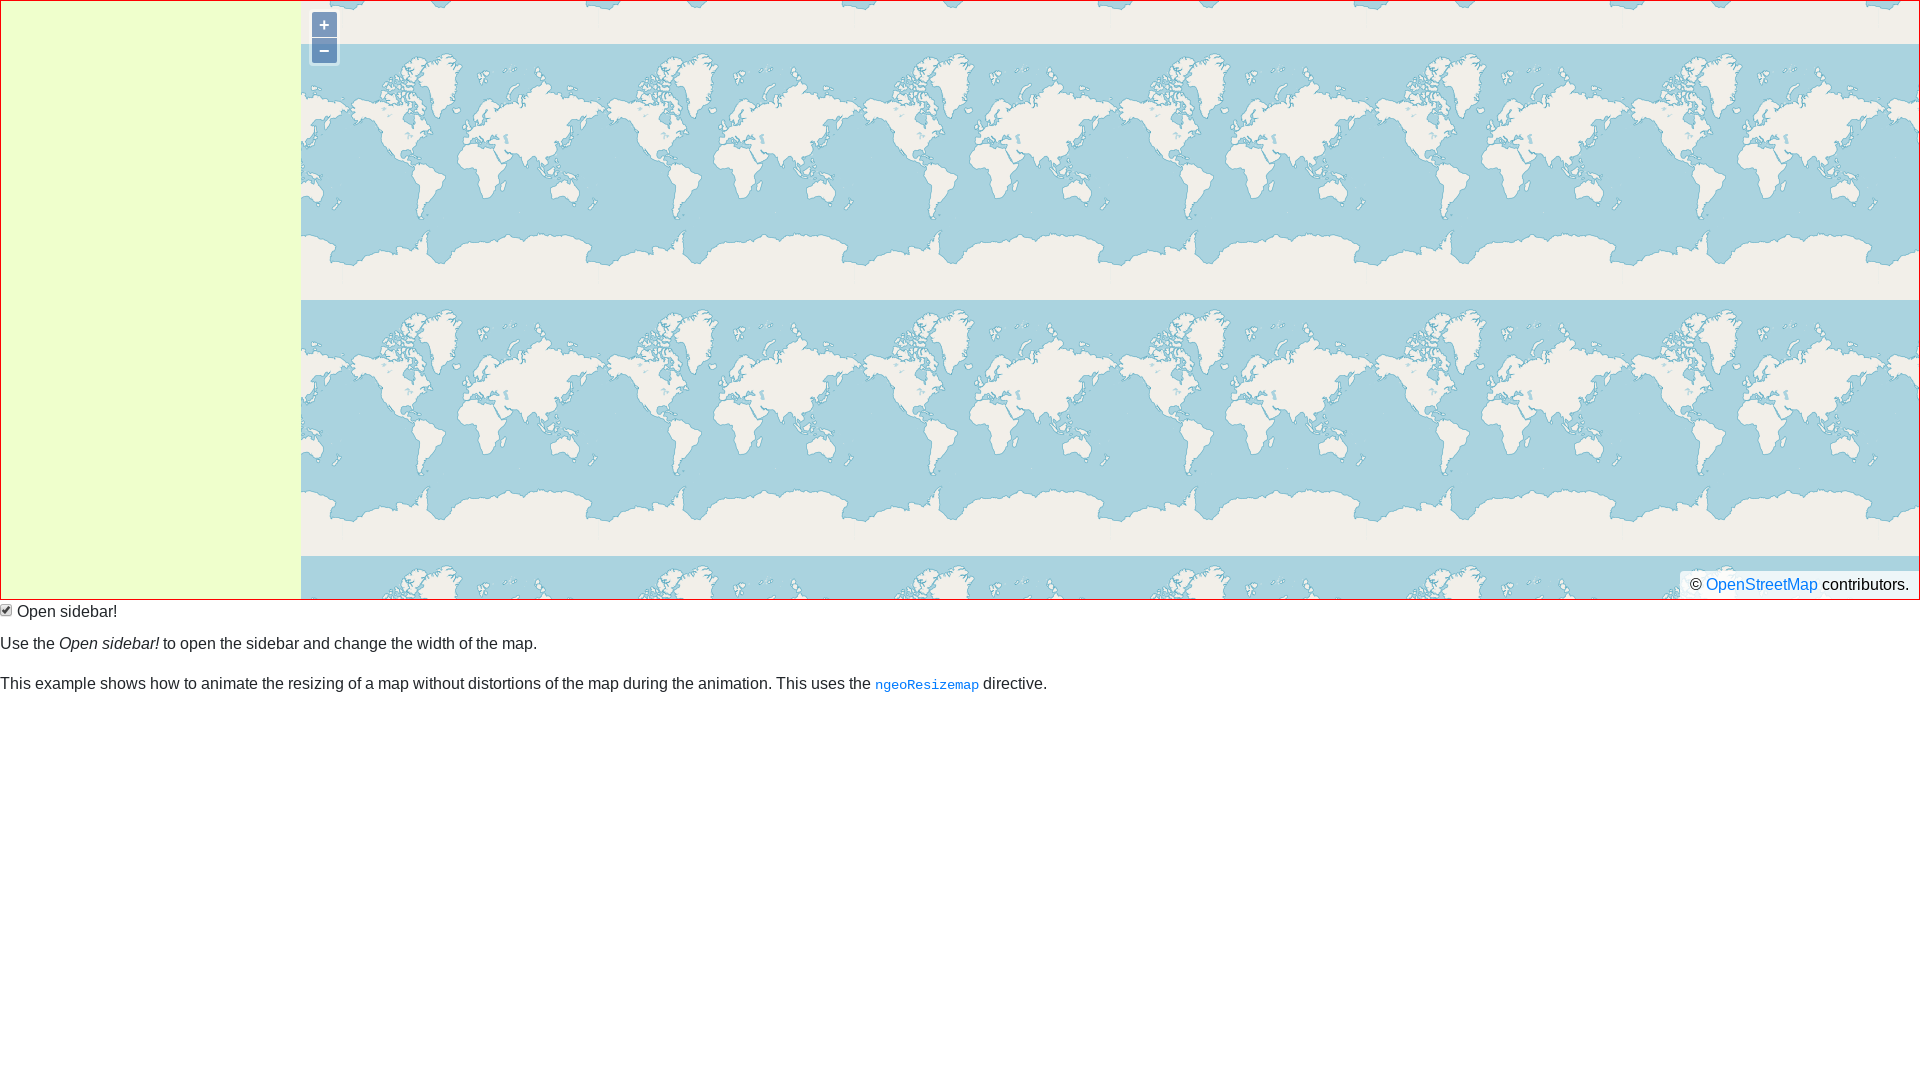 +
−
© OpenStreetMap contributors.
Open sidebar!
Use the Open sidebar! to open the sidebar and change the width of the map.
This example shows how to animate the resizing of a map without distortions of the map during the animation. This uses the ngeoResizemap directive.